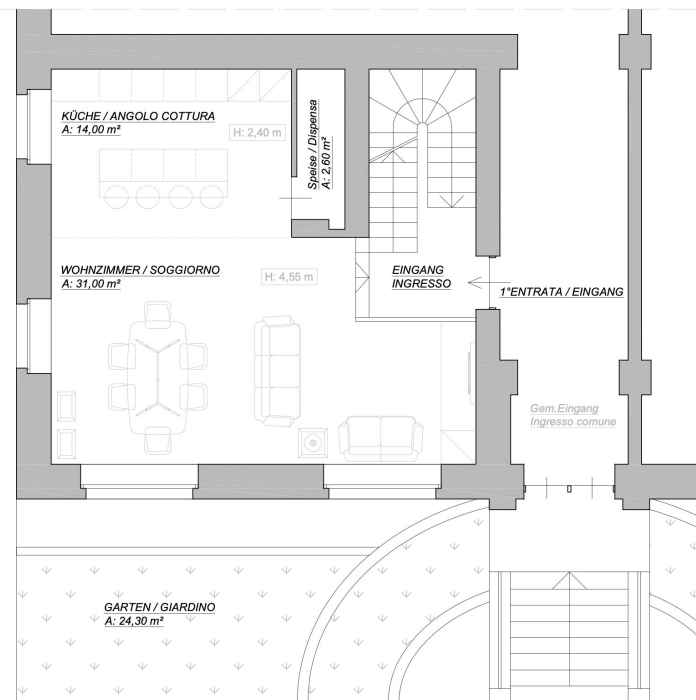 KÜCHE / ANGOLO COTTURA
A: 14,00 m²
H: 2,40 m
Speise / Dispensa
A: 2,60 m²
WOHNZIMMER / SOGGIORNO
A: 31,00 m²
H: 4,55 m
EINGANG
INGRESSO
1°ENTRATA / EINGANG
Gem.Eingang
Ingresso comune
GARTEN / GIARDINO
A: 24,30 m²